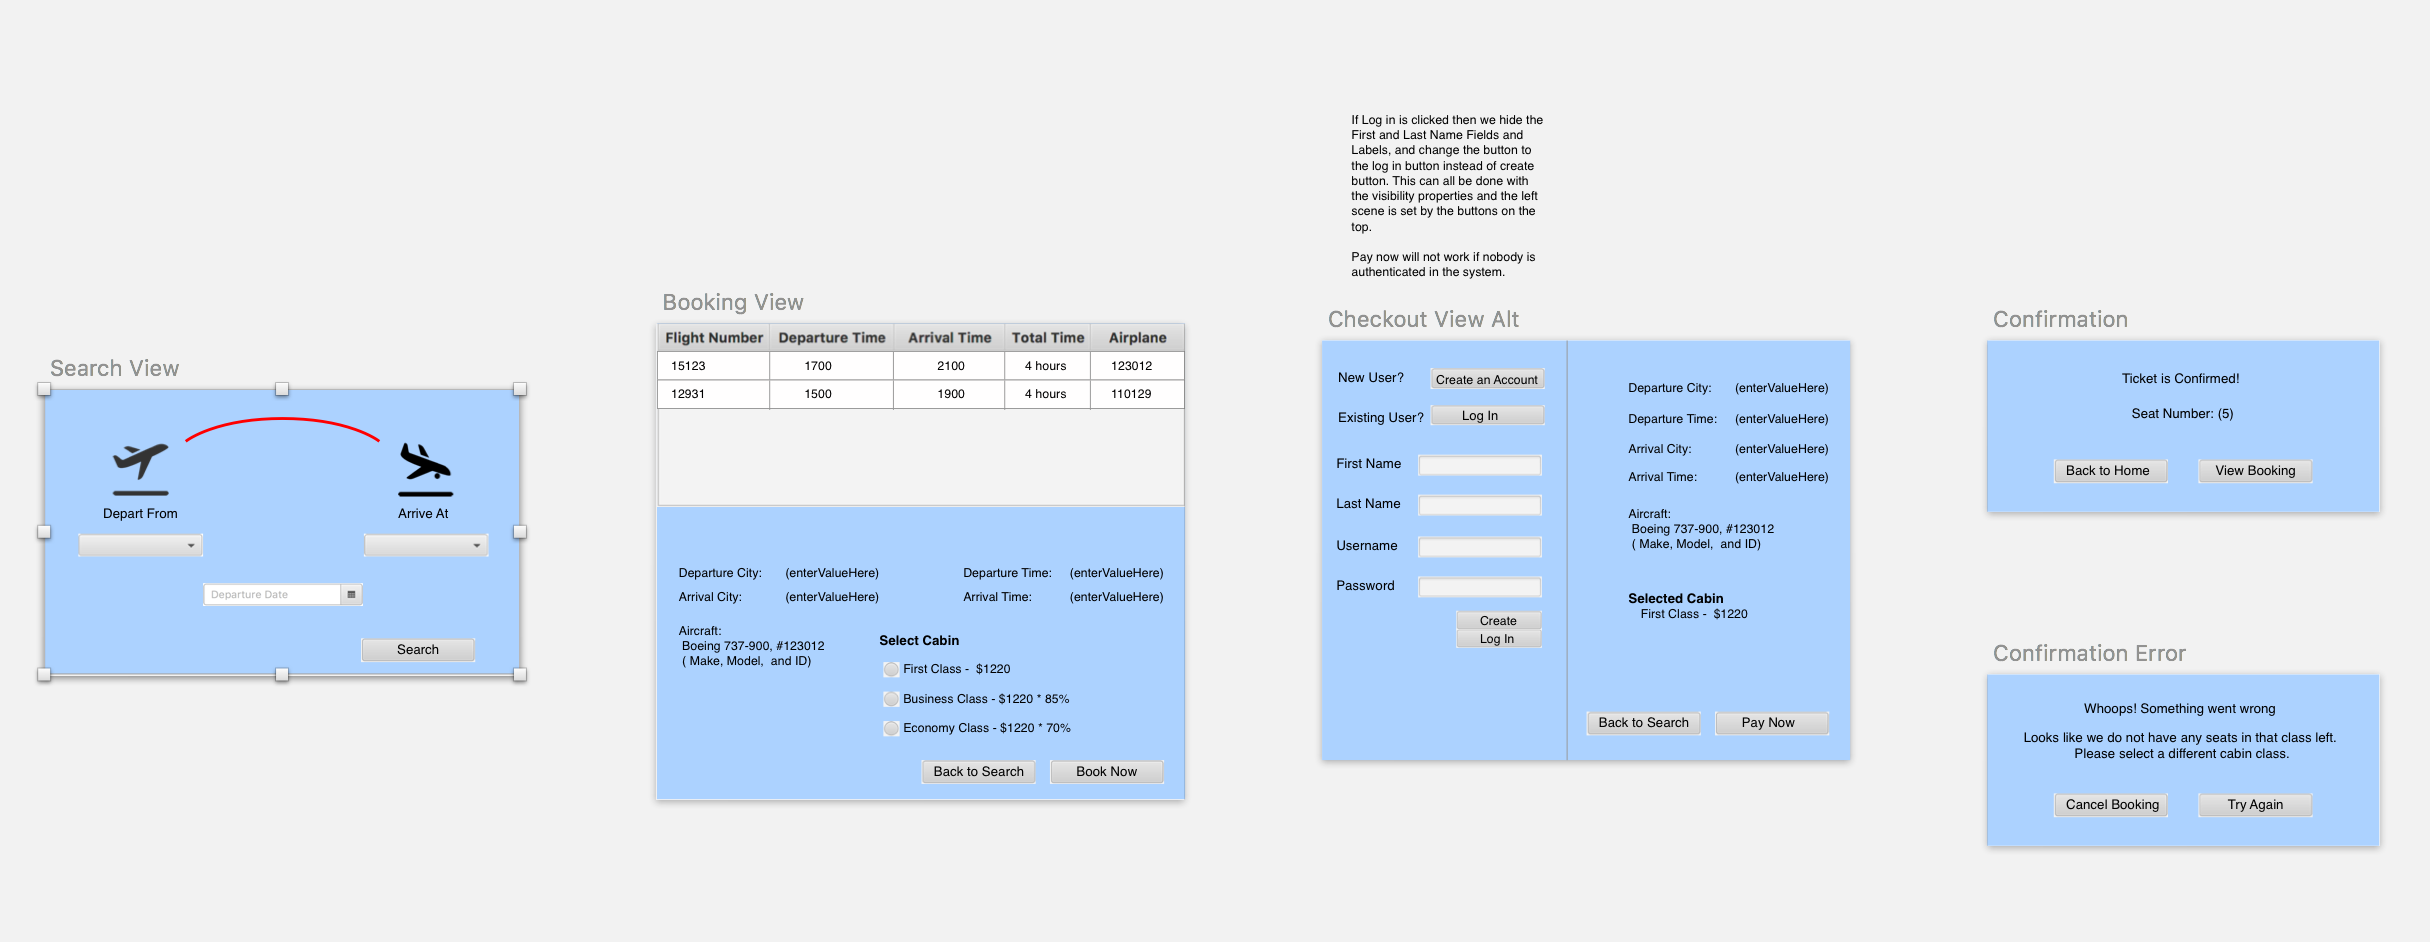 Search View
Depart From
Arrive At
Departure Date
Search
Booking View
Flight Number Departure Time Arrival Time Total Time Airplane
15123 1700 2100 4 hours 123012
12931 1500 1900 4 hours 110129
Departure City: (enterValueHere) Departure Time: (enterValueHere)
Arrival City: (enterValueHere) Arrival Time: (enterValueHere)
Aircraft:
Boeing 737-900, #123012
( Make, Model, and ID)
Select Cabin
First Class - $1220
Business Class - $1220 * 85%
Economy Class - $1220 * 70%
Back to Search Book Now
If Log in is clicked then we hide the
First and Last Name Fields and
Labels, and change the button to
the log in button instead of create
button. This can all be done with
the visibility properties and the left
scene is set by the buttons on the
top.
Pay now will not work if nobody is
authenticated in the system.
Checkout View Alt
New User? Create an Account
Existing User? Log In
First Name
Last Name
Username
Password
Create
Log In
Departure City: (enterValueHere)
Departure Time: (enterValueHere)
Arrival City: (enterValueHere)
Arrival Time: (enterValueHere)
Aircraft:
Boeing 737-900, #123012
( Make, Model, and ID)
Selected Cabin
First Class - $1220
Back to Search Pay Now
Confirmation
Ticket is Confirmed!
Seat Number: (5)
Back to Home View Booking
Confirmation Error
Whoops! Something went wrong
Looks like we do not have any seats in that class left.
Please select a different cabin class.
Cancel Booking Try Again